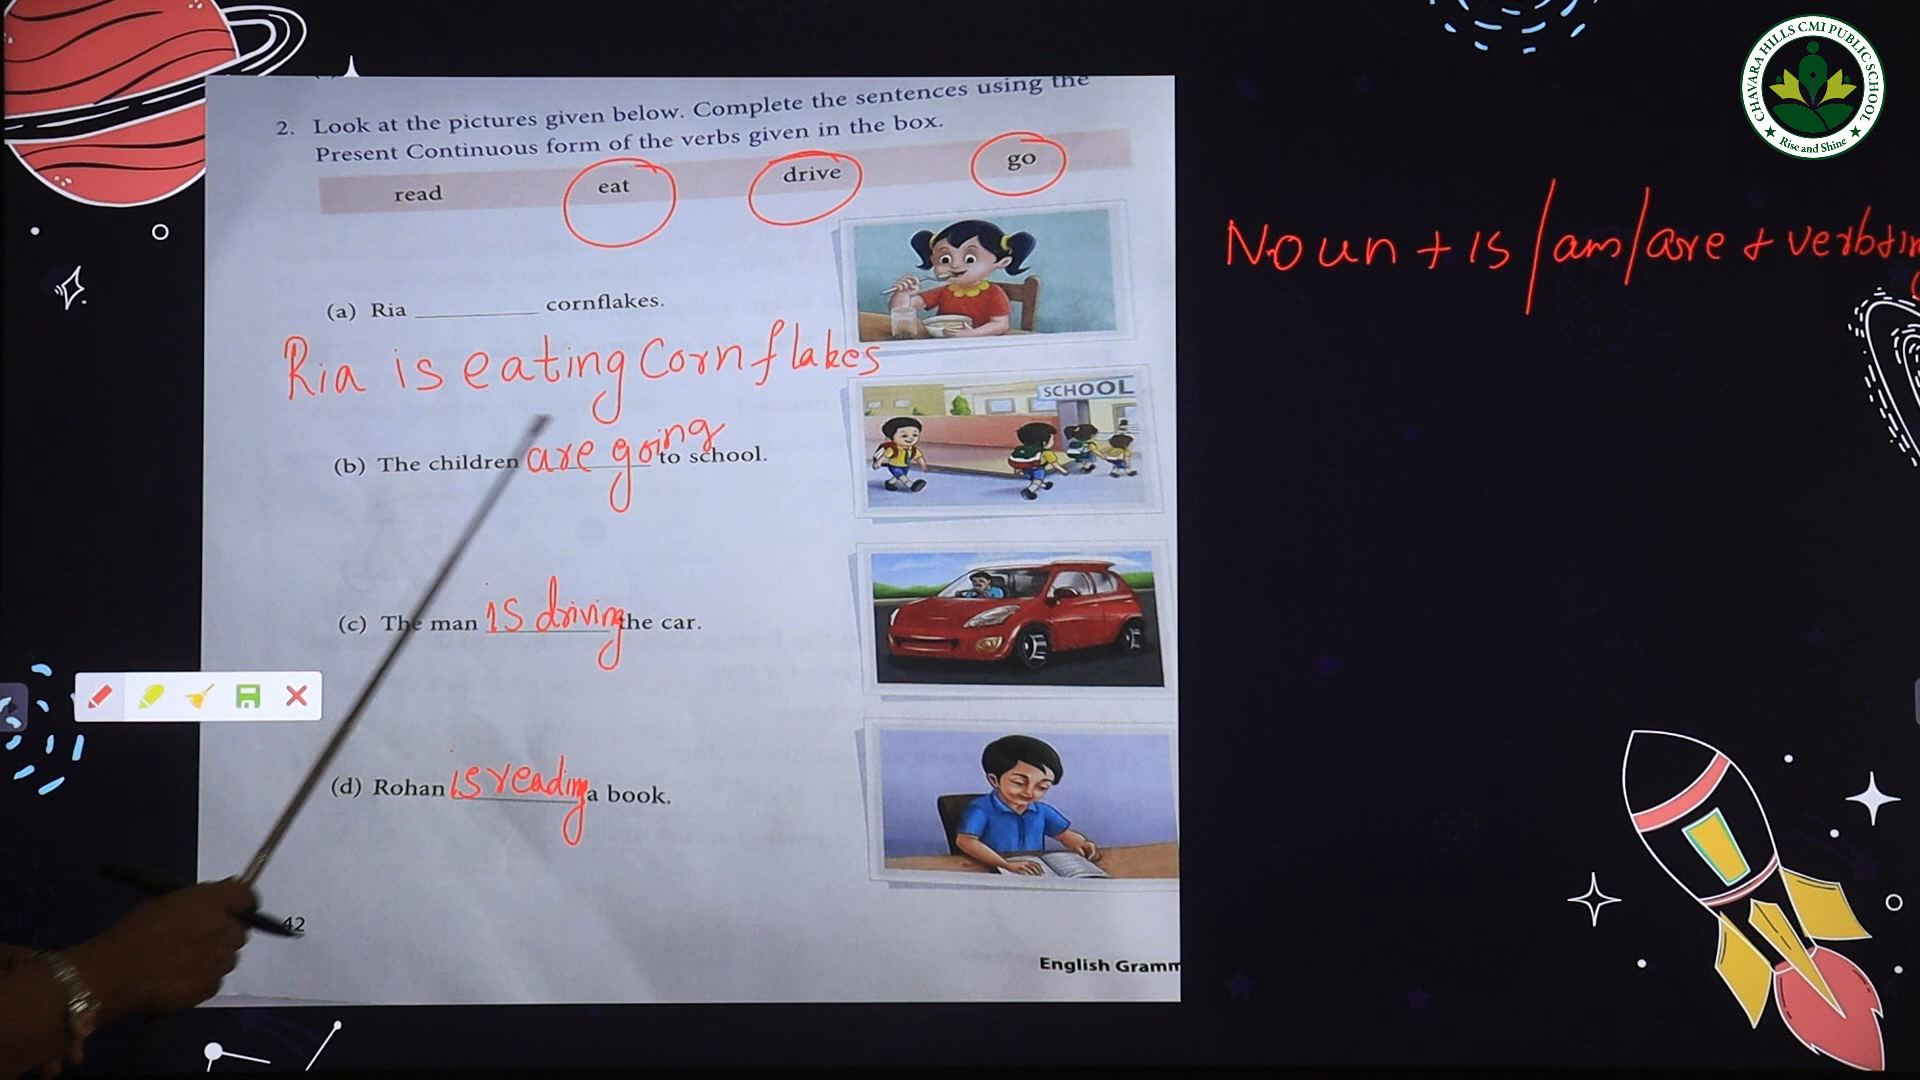 2. Look at the pictures given below. Complete the sentences using the
Present Continuous form of the verbs given in the box.
read eat drive go
(a) Ria __________ cornflakes.
Ria is eating Cornflakes
(b) The children are going to school.
(c) The man is driving the car.
(d) Rohan is reading a book.
SCHOOL
42
English Gramm
Noun + is /am/are + verb+ing
CHAVARA HILLS CMI PUBLIC SCHOOL
Rise and Shine